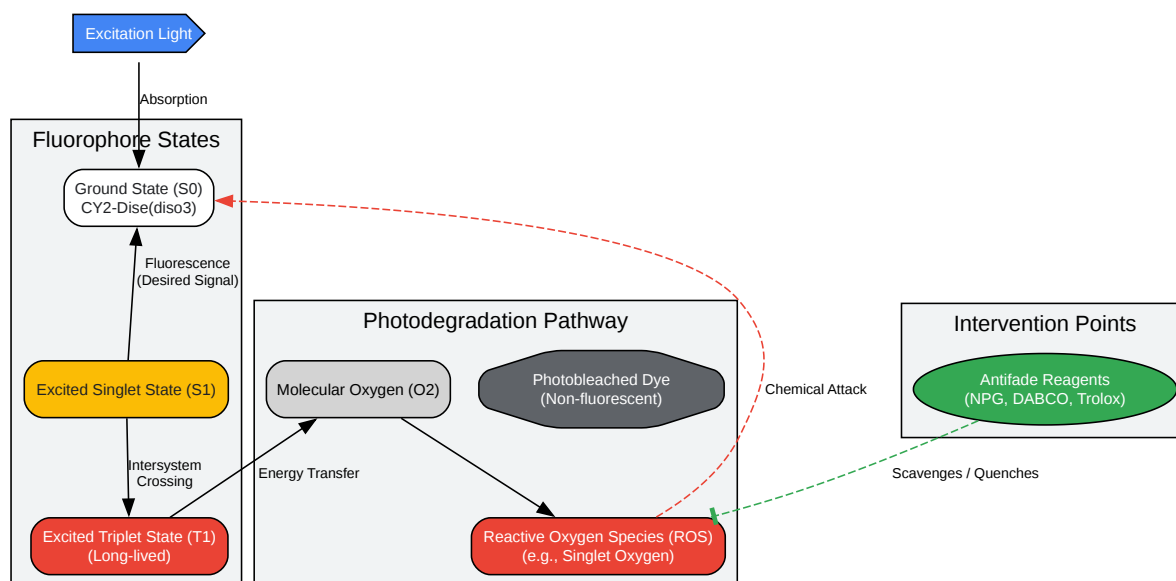 Excitation Light
Absorption
Fluorophore States
Ground State (S0)
CY2-Dise(diso3)
Fluorescence
(Desired Signal)
Photodegradation Pathway
Intervention Points
Excited Singlet State (S1)
Molecular Oxygen (O2)
Photobleached Dye
(Non-fluorescent)
Chemical Attack
Antifade Reagents
(NPG, DABCO, Trolox)
Intersystem
Crossing
Energy Transfer
Scavenges / Quenches
Excited Triplet State (T1)
(Long-lived)
Reactive Oxygen Species (ROS)
(e.g., Singlet Oxygen)